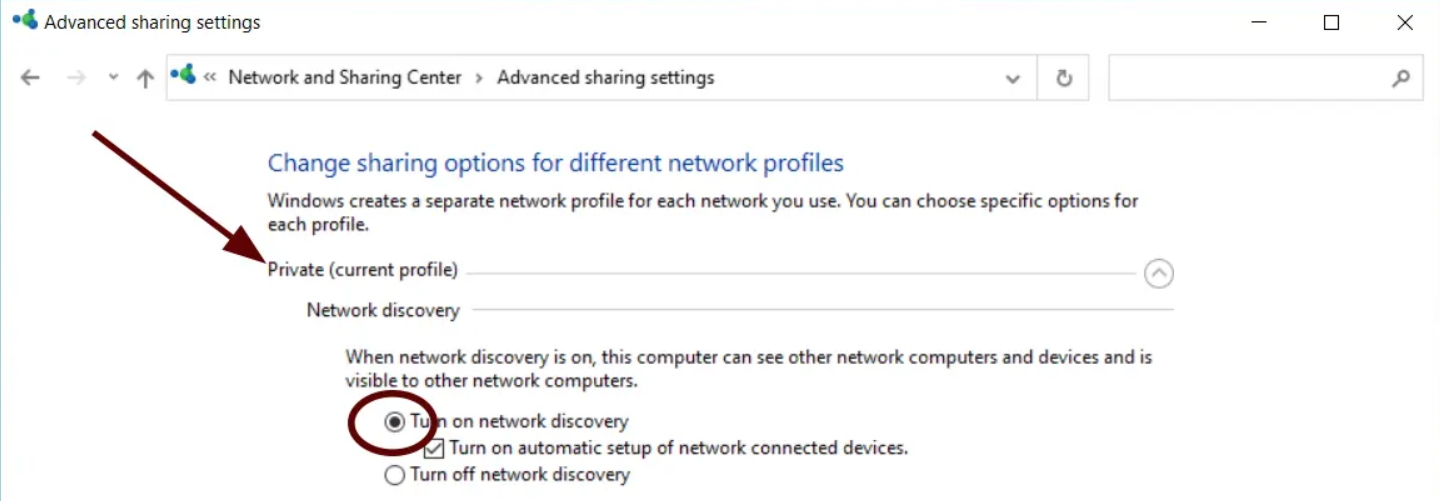 Advanced sharing settings
« Network and Sharing Center > Advanced sharing settings
Change sharing options for different network profiles
Windows creates a separate network profile for each network you use. You can choose specific options for
each profile.
Private (current profile)
Network discovery
When network discovery is on, this computer can see other network computers and devices and is
visible to other network computers.
Turn on network discovery
Turn on automatic setup of network connected devices.
Turn off network discovery